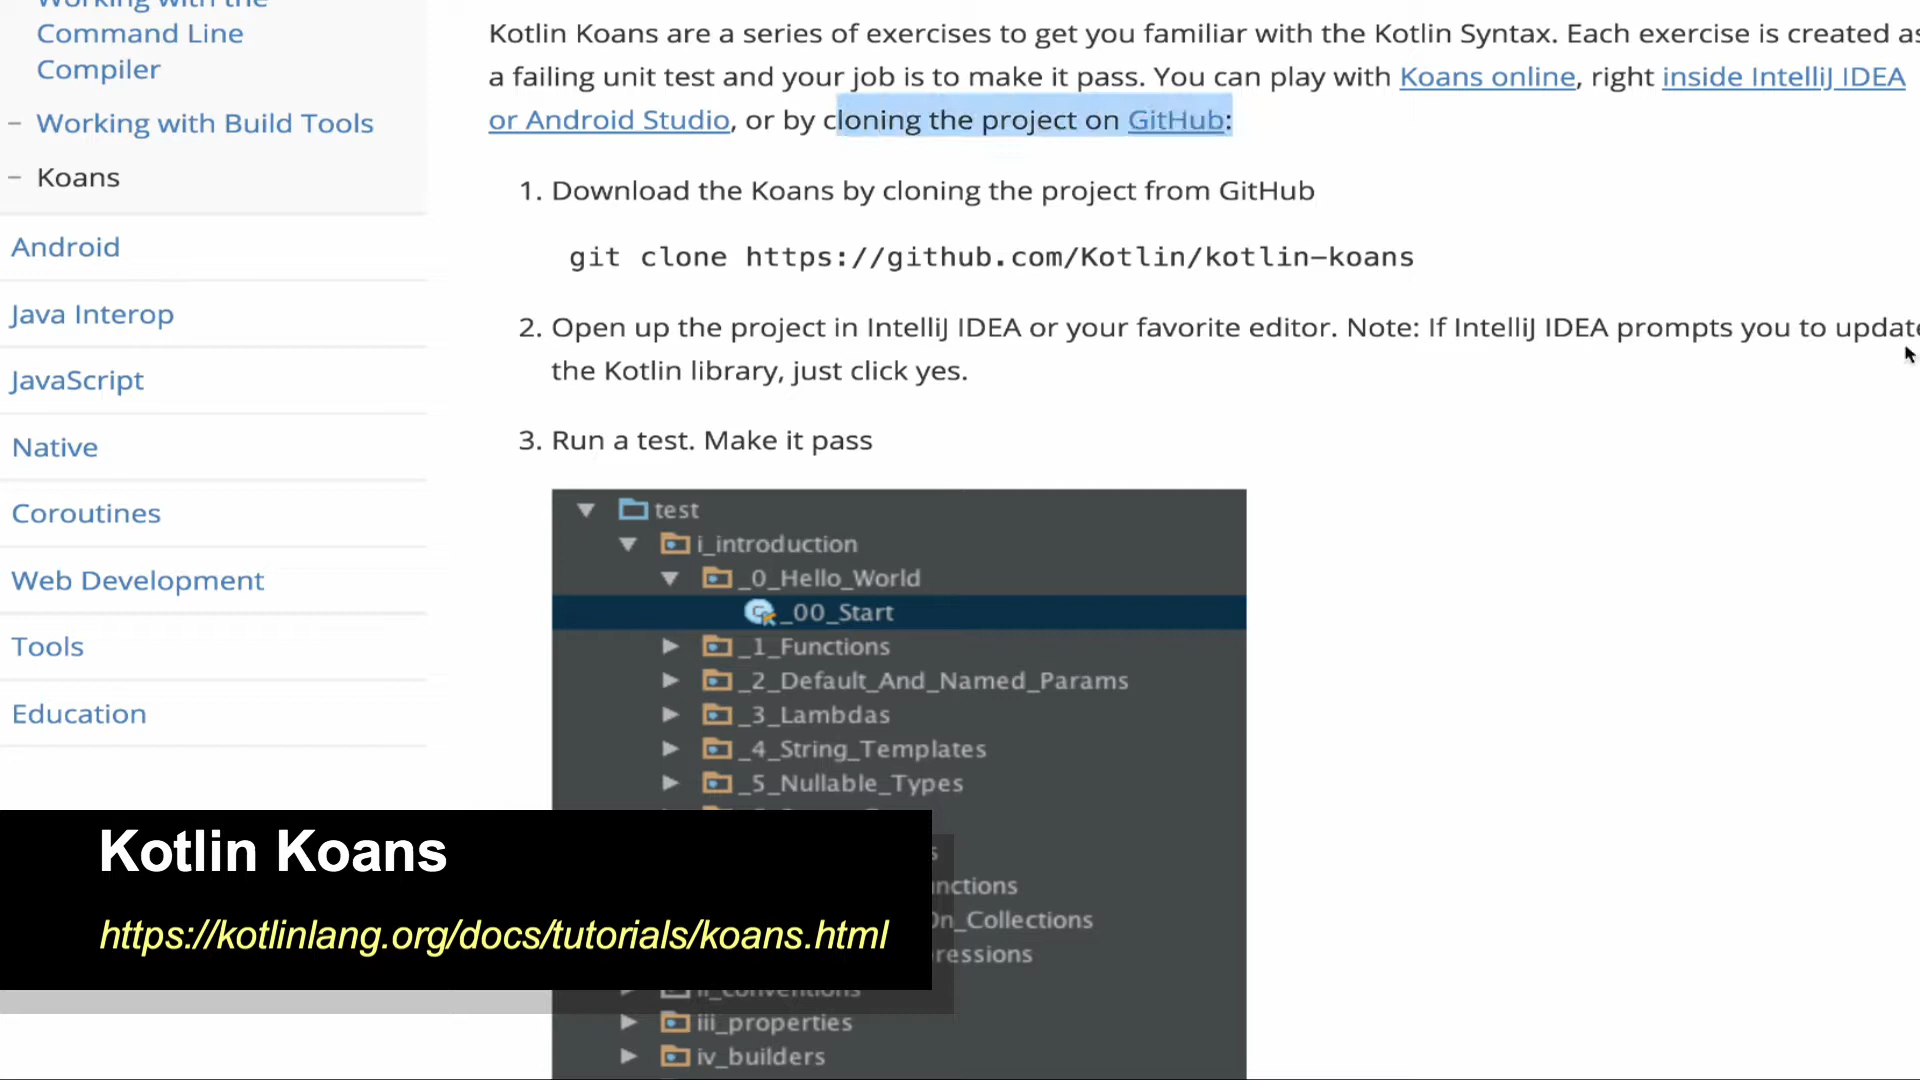 Working with the
Command Line
Compiler
– Working with Build Tools
– Koans
Android
Java Interop
JavaScript
Native
Coroutines
Web Development
Tools
Education
Kotlin Koans are a series of exercises to get you familiar with the Kotlin Syntax. Each exercise is created as
a failing unit test and your job is to make it pass. You can play with Koans online, right inside IntelliJ IDEA
or Android Studio, or by cloning the project on GitHub:
1. Download the Koans by cloning the project from GitHub
git clone https://github.com/Kotlin/kotlin-koans
2. Open up the project in IntelliJ IDEA or your favorite editor. Note: If IntelliJ IDEA prompts you to update
the Kotlin library, just click yes.
3. Run a test. Make it pass
test
i_introduction
_0_Hello_World
_00_Start
_1_Functions
_2_Default_And_Named_Params
_3_Lambdas
_4_String_Templates
_5_Nullable_Types
s
nctions
On_Collections
ressions
ii_conventions
iii_properties
iv_builders
Kotlin Koans
https://kotlinlang.org/docs/tutorials/koans.html